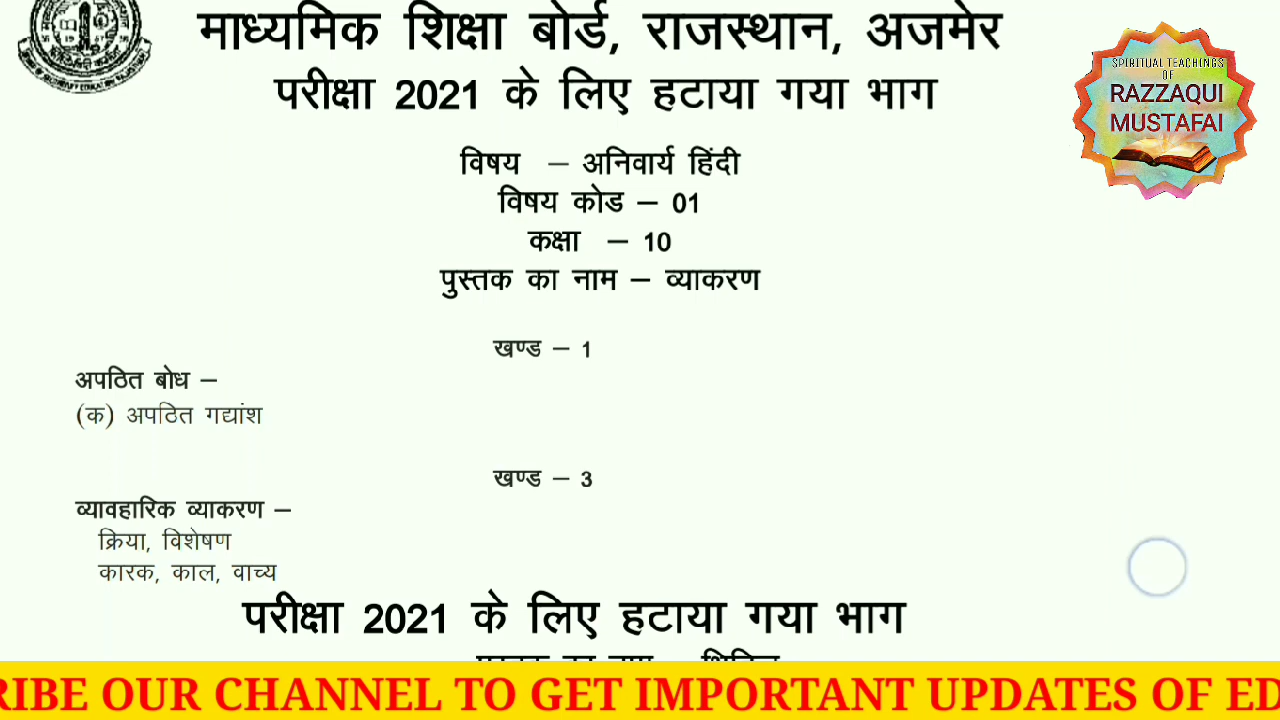 माध्यमिक शिक्षा बोर्ड, राजस्थान, अजमेर
परीक्षा 2021 के लिए हटाया गया भाग
SPIRITUAL TEACHINGS
OF
RAZZAQUI
MUSTAFAI
विषय – अनिवार्य हिंदी
विषय कोड – 01
कक्षा – 10
पुस्तक का नाम – व्याकरण
खण्ड – 1
अपठित बोध –
(क) अपठित गद्यांश
खण्ड – 3
व्यावहारिक व्याकरण –
क्रिया, विशेषण
कारक, काल, वाच्य
परीक्षा 2021 के लिए हटाया गया भाग
RIBE OUR CHANNEL TO GET IMPORTANT UPDATES OF ED